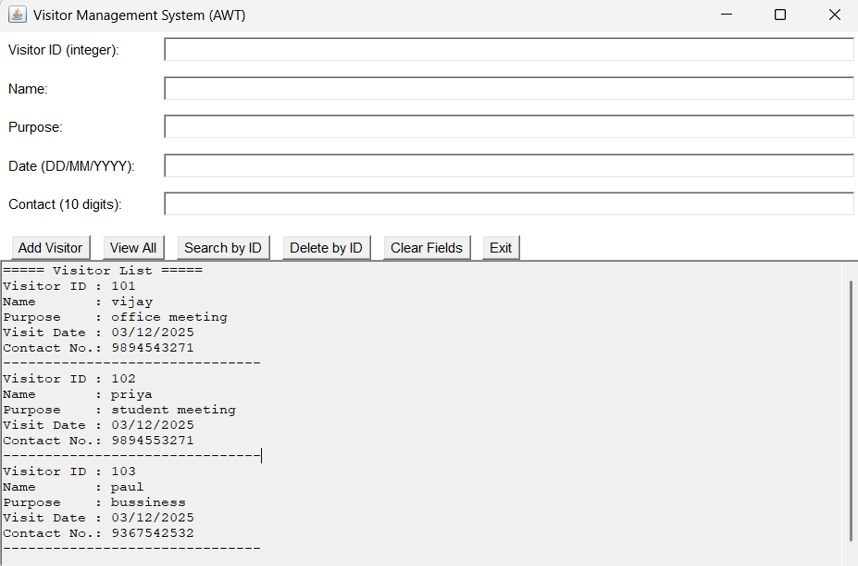 Visitor Management System (AWT)
Visitor ID (integer):
Name:
Purpose:
Date (DD/MM/YYYY):
Contact (10 digits):
Add Visitor View All Search by ID Delete by ID Clear Fields Exit
===== Visitor List =====
Visitor ID : 101
Name       : vijay
Purpose    : office meeting
Visit Date : 03/12/2025
Contact No.: 9894543271
-------------------------------
Visitor ID : 102
Name       : priya
Purpose    : student meeting
Visit Date : 03/12/2025
Contact No.: 9894553271
-------------------------------
Visitor ID : 103
Name       : paul
Purpose    : bussiness
Visit Date : 03/12/2025
Contact No.: 9367542532
-------------------------------